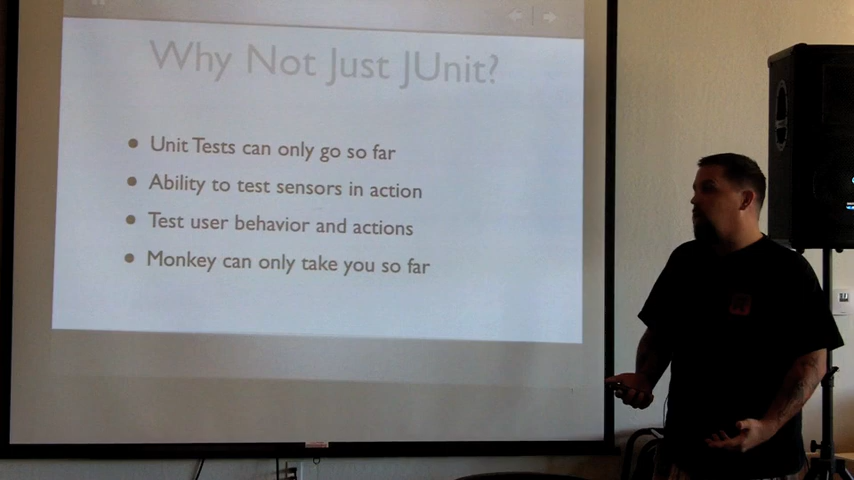 Why Not Just JUnit?
Unit Tests can only go so far
Ability to test sensors in action
Test user behavior and actions
Monkey can only take you so far